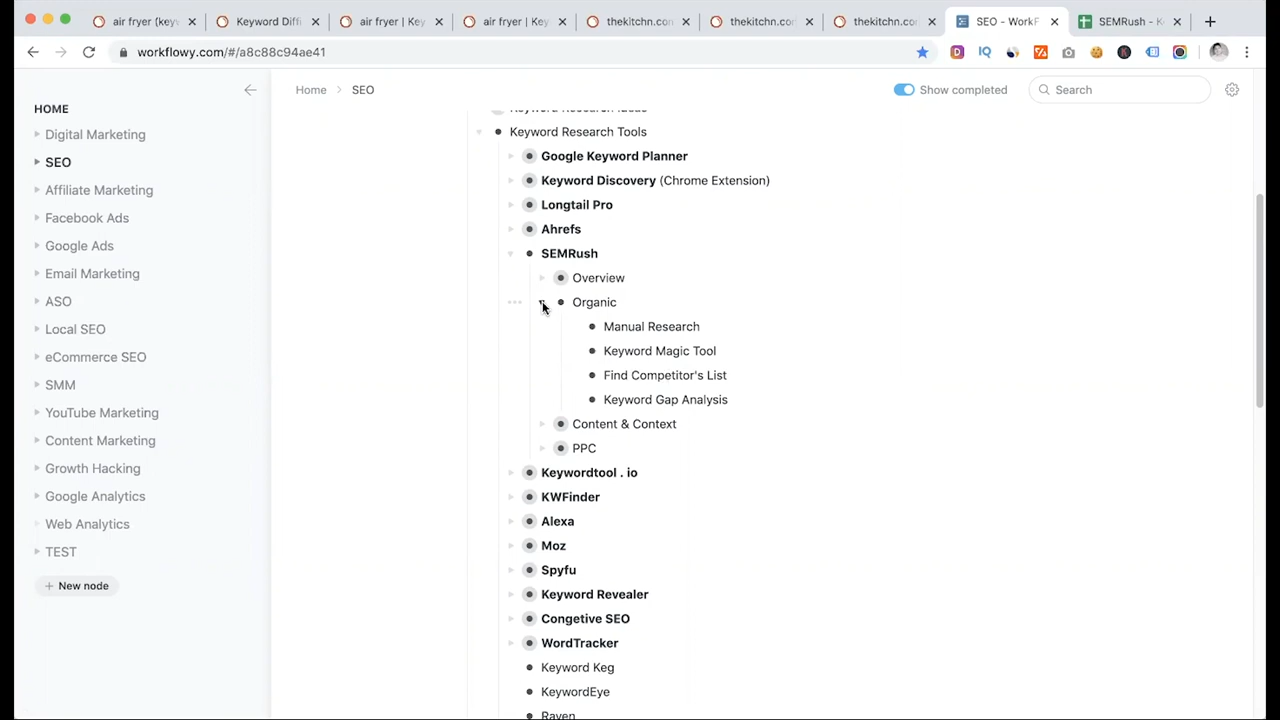 air fryer (keyw
Keyword Diffi
air fryer | Key
air fryer | Key
thekitchn.com
thekitchn.com
thekitchn.com
SEO - WorkF
SEMRush - K
workflowy.com/#/a8c88c94ae41
HOME
Digital Marketing
SEO
Affiliate Marketing
Facebook Ads
Google Ads
Email Marketing
ASO
Local SEO
eCommerce SEO
SMM
YouTube Marketing
Content Marketing
Growth Hacking
Google Analytics
Web Analytics
TEST
+ New node
Home > SEO
Show completed
Search
Keyword Research Ideas
Keyword Research Tools
Google Keyword Planner
Keyword Discovery (Chrome Extension)
Longtail Pro
Ahrefs
SEMRush
Overview
Organic
Manual Research
Keyword Magic Tool
Find Competitor's List
Keyword Gap Analysis
Content & Context
PPC
Keywordtool . io
KWFinder
Alexa
Moz
Spyfu
Keyword Revealer
Congetive SEO
WordTracker
Keyword Keg
KeywordEye
Raven